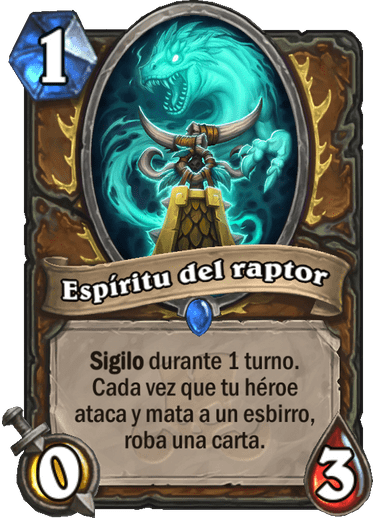 1
Espíritu del raptor
Sigilo durante 1 turno.
Cada vez que tu héroe
ataca y mata a un esbirro,
roba una carta.
0
3